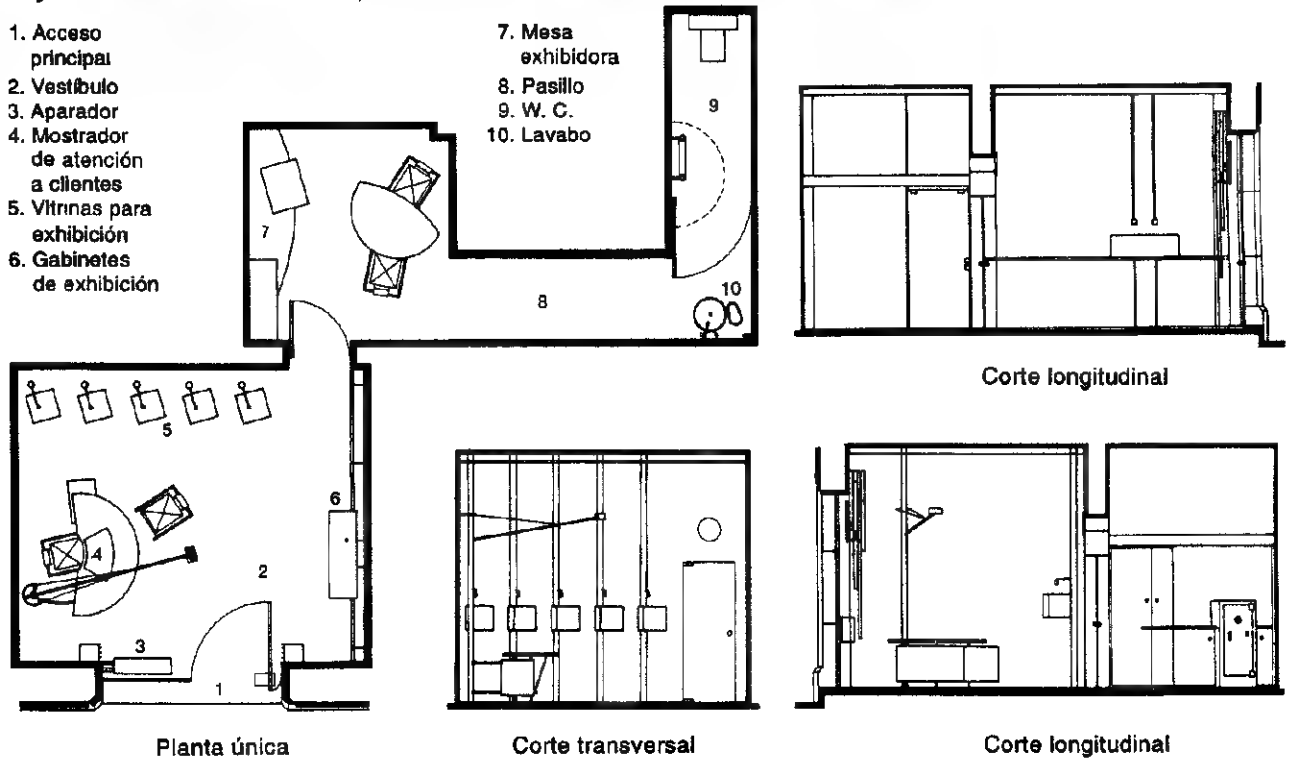 1. Acceso
principal
2. Vestíbulo
3. Aparador
4. Mostrador
de atención
a clientes
5. Vitrinas para
exhibición
6. Gabinetes
de exhibición
7. Mesa
exhibidora
8. Pasillo
9. W. C.
10. Lavabo
9
7
8
10
5
6
4
2
3
1
Corte longitudinal
Planta única
Corte transversal
Corte longitudinal